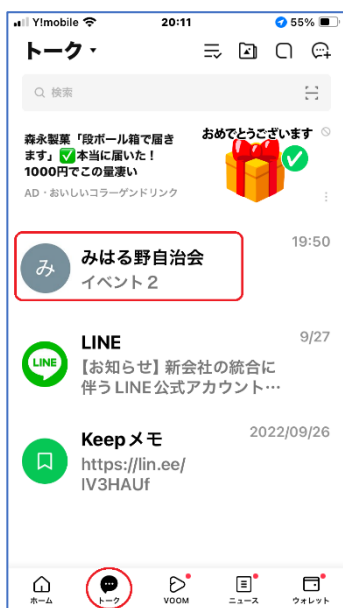 Y!mobile 20:11 55%
トーク
検索
森永製菓「段ボール箱で届き
ます」✅本当に届いた!
1000円でこの量凄い
AD・おいしいコラーゲンドリンク
おめでとうございます
み
みはる野自治会
19:50
イベント２
LINE
LINE
9/27
【お知らせ】新会社の統合に
伴うLINE公式アカウント…
Keepメモ
2022/09/26
https://lin.ee/
IV3HAUf
ホーム トーク VOOM ニュース ウォレット